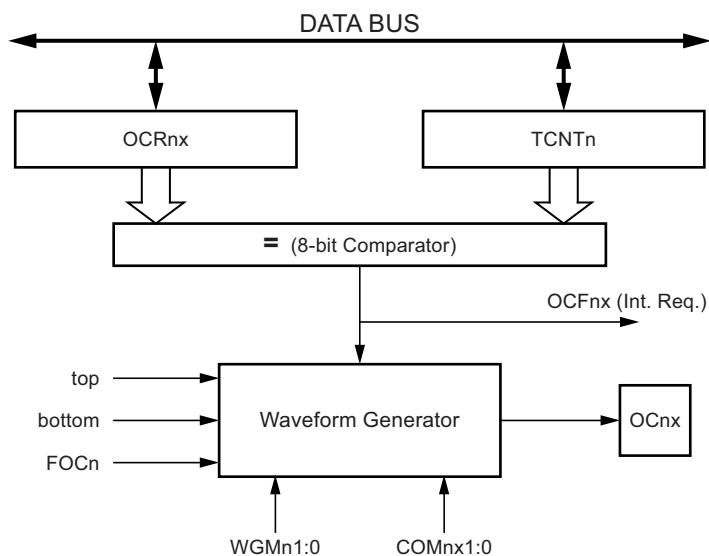 DATA BUS
OCRnx
TCNTn
= (8-bit Comparator)
OCFnx (Int. Req.)
top
bottom
FOCn
Waveform Generator
OCnx
WGMn1:0
COMnx1:0